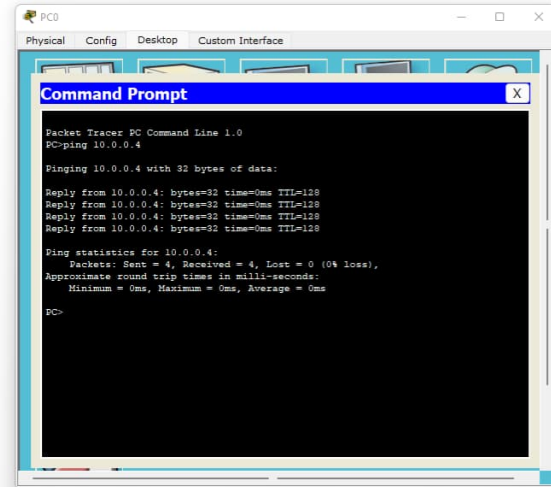 PC0
Physical Config Desktop Custom Interface
Command Prompt
X
Packet Tracer PC Command Line 1.0
PC>ping 10.0.0.4
Pinging 10.0.0.4 with 32 bytes of data:
Reply from 10.0.0.4: bytes=32 time=0ms TTL=128
Reply from 10.0.0.4: bytes=32 time=0ms TTL=128
Reply from 10.0.0.4: bytes=32 time=0ms TTL=128
Reply from 10.0.0.4: bytes=32 time=0ms TTL=128
Ping statistics for 10.0.0.4:
Packets: Sent = 4, Received = 4, Lost = 0 (0% loss),
Approximate round trip times in milli-seconds:
Minimum = 0ms, Maximum = 0ms, Average = 0ms
PC>